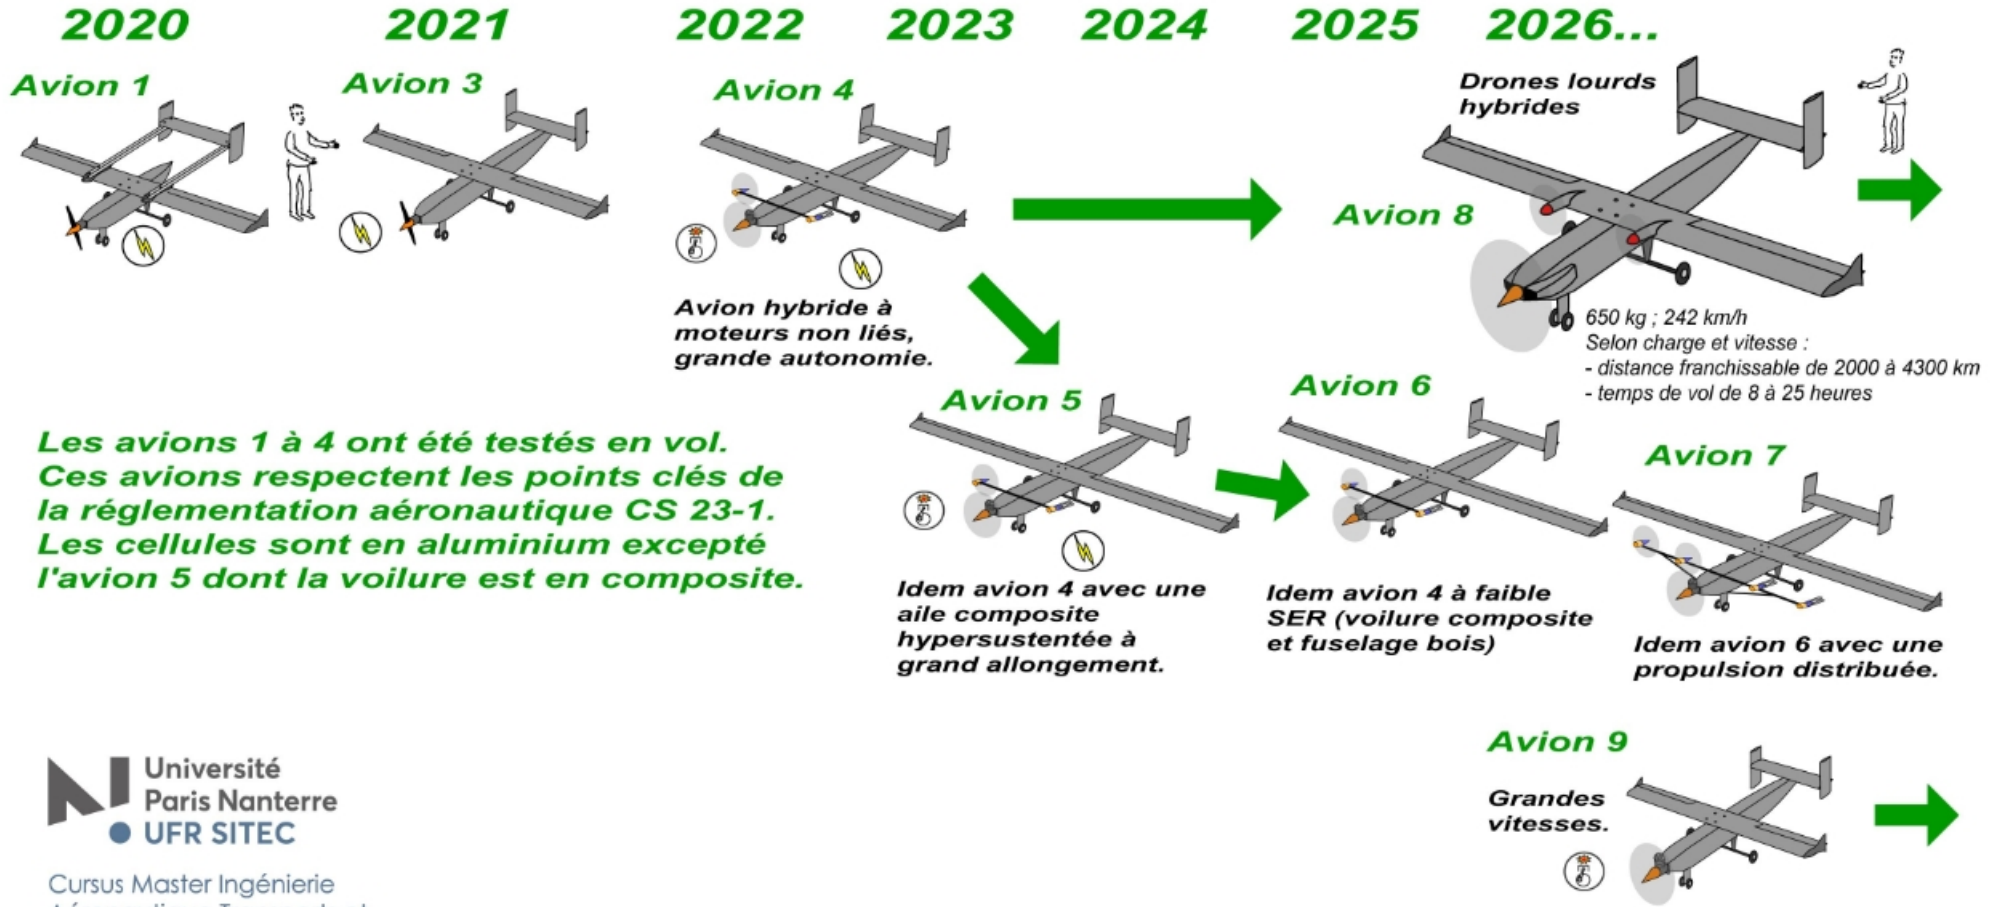 2020 2021 2022 2023 2024 2025 2026...
Avion 1
Avion 3
Avion 4
Avion hybride à
moteurs non liés,
grande autonomie.
Drones lourds
hybrides
Avion 8
650 kg ; 242 km/h
Selon charge et vitesse :
- distance franchissable de 2000 à 4300 km
- temps de vol de 8 à 25 heures
Les avions 1 à 4 ont été testés en vol.
Ces avions respectent les points clés de
la réglementation aéronautique CS 23-1.
Les cellules sont en aluminium excepté
l'avion 5 dont la voilure est en composite.
Avion 5
Idem avion 4 avec une
aile composite
hypersustentée à
grand allongement.
Avion 6
Idem avion 4 à faible
SER (voilure composite
et fuselage bois)
Avion 7
Idem avion 6 avec une
propulsion distribuée.
Avion 9
Grandes
vitesses.
Université
Paris Nanterre
UFR SITEC
Cursus Master Ingénierie